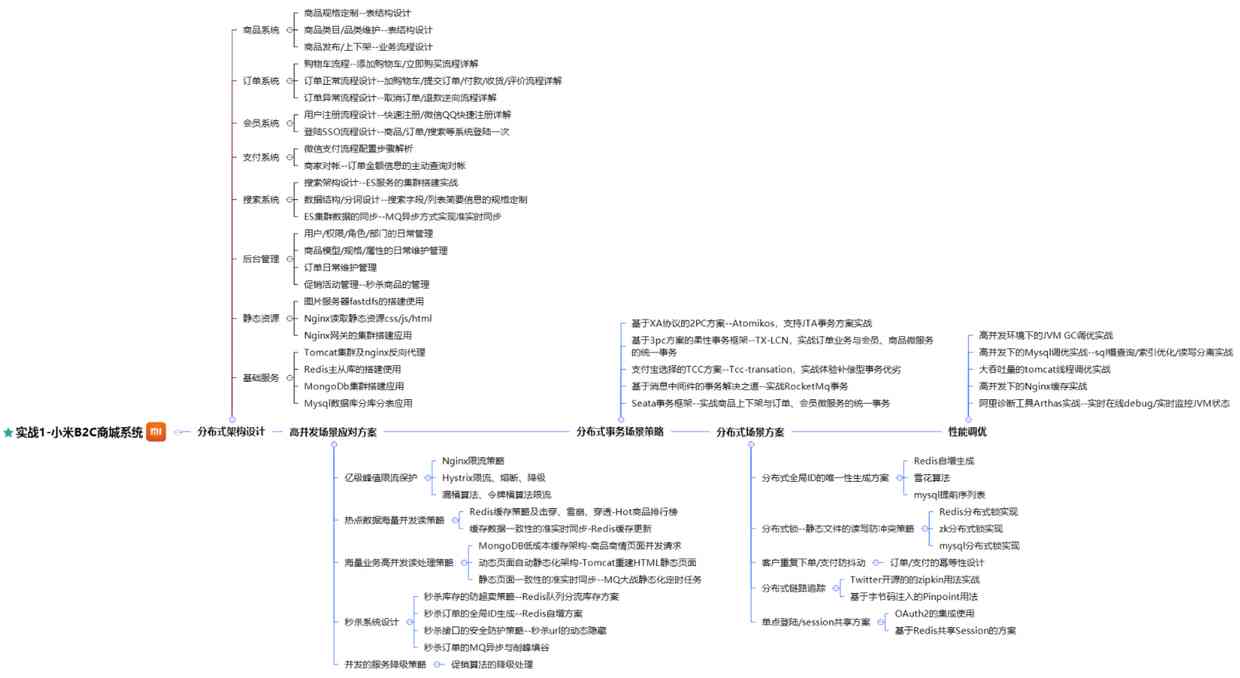 商品系统
商品规格定制--表结构设计
商品类目/品类维护--表结构设计
商品发布/上下架--业务流程设计
订单系统
购物车流程--添加购物车/立即购买流程详解
订单正常流程设计--加购物车/提交订单/付款/收货/评价流程详解
订单异常流程设计--取消订单/退款逆向流程详解
会员系统
用户注册流程设计--快速注册/微信QQ快捷注册详解
登陆SSO流程设计--商品/订单/搜索等系统登陆一次
支付系统
微信支付流程配置步骤解析
商家对帐--订单金额信息的主动查询对帐
搜索系统
搜索架构设计--ES服务的集群搭建实战
数据结构/分词设计--搜索字段/列表简要信息的规格定制
ES集群数据的同步--MQ异步方式实现准实时同步
后台管理
用户/权限/角色/部门的日常管理
商品模型/规格/属性的日常维护管理
订单日常维护管理
促销活动管理--秒杀商品的管理
静态资源
图片服务器fastdfs的搭建使用
Nginx读取静态资源css/js/html
Nginx网关的集群搭建应用
基础服务
Tomcat集群及nginx反向代理
Redis主从库的搭建使用
MongoDb集群搭建应用
Mysql数据库分库分表应用
基于XA协议的2PC方案--Atomikos，支持JTA事务方案实战
基于3pc方案的柔性事务框架--TX-LCN，实战订单业务与会员、商品微服务
的统一事务
支付宝选择的TCC方案--Tcc-transation，实战体验补偿型事务优劣
基于消息中间件的事务解决之道--实战RocketMq事务
Seata事务框架--实战商品上下架与订单、会员微服务的统一事务
高并发环境下的JVM GC调优实战
高并发下的Mysql调优实战--sql慢查询/索引优化/读写分离实战
大吞吐量的tomcat线程调优实战
高并发下的Nginx缓存实战
阿里诊断工具Arthas实战--实时在线debug/实时监控JVM状态
实战1-小米B2C商城系统
分布式架构设计
高并发场景应对方案
分布式事务场景策略
分布式场景方案
性能调优
亿级峰值限流保护
Nginx限流策略
Hystrix限流、熔断、降级
漏桶算法、令牌桶算法限流
热点数据海量并发读策略
Redis缓存策略及击穿、雪崩、穿透-Hot商品排行榜
缓存数据一致性的准实时同步-Redis缓存更新
海量业务高并发读处理策略
MongoDB低成本缓存架构-商品商情页面并发请求
动态页面自动静态化架构-Tomcat重建HTML静态页面
静态页面一致性的准实时同步--MQ大战静态化定时任务
秒杀系统设计
秒杀库存的防超卖策略--Redis队列分流库存方案
秒杀订单的全局ID生成--Redis自增方案
秒杀接口的安全防护策略--秒杀url的动态隐藏
秒杀订单的MQ异步与削峰填谷
并发的服务降级策略
促销算法的降级处理
分布式全局ID的唯一性生成方案
Redis自增生成
雪花算法
mysql提前序列表
分布式锁--静态文件的读写防冲突策略
Redis分布式锁实现
zk分布式锁实现
mysql分布式锁实现
客户重复下单/支付防抖动
订单/支付的幂等性设计
分布式链路追踪
Twitter开源的的zipkin用法实战
基于字节码注入的Pinpoint用法
单点登陆/session共享方案
OAuth2的集成使用
基于Redis共享Session的方案